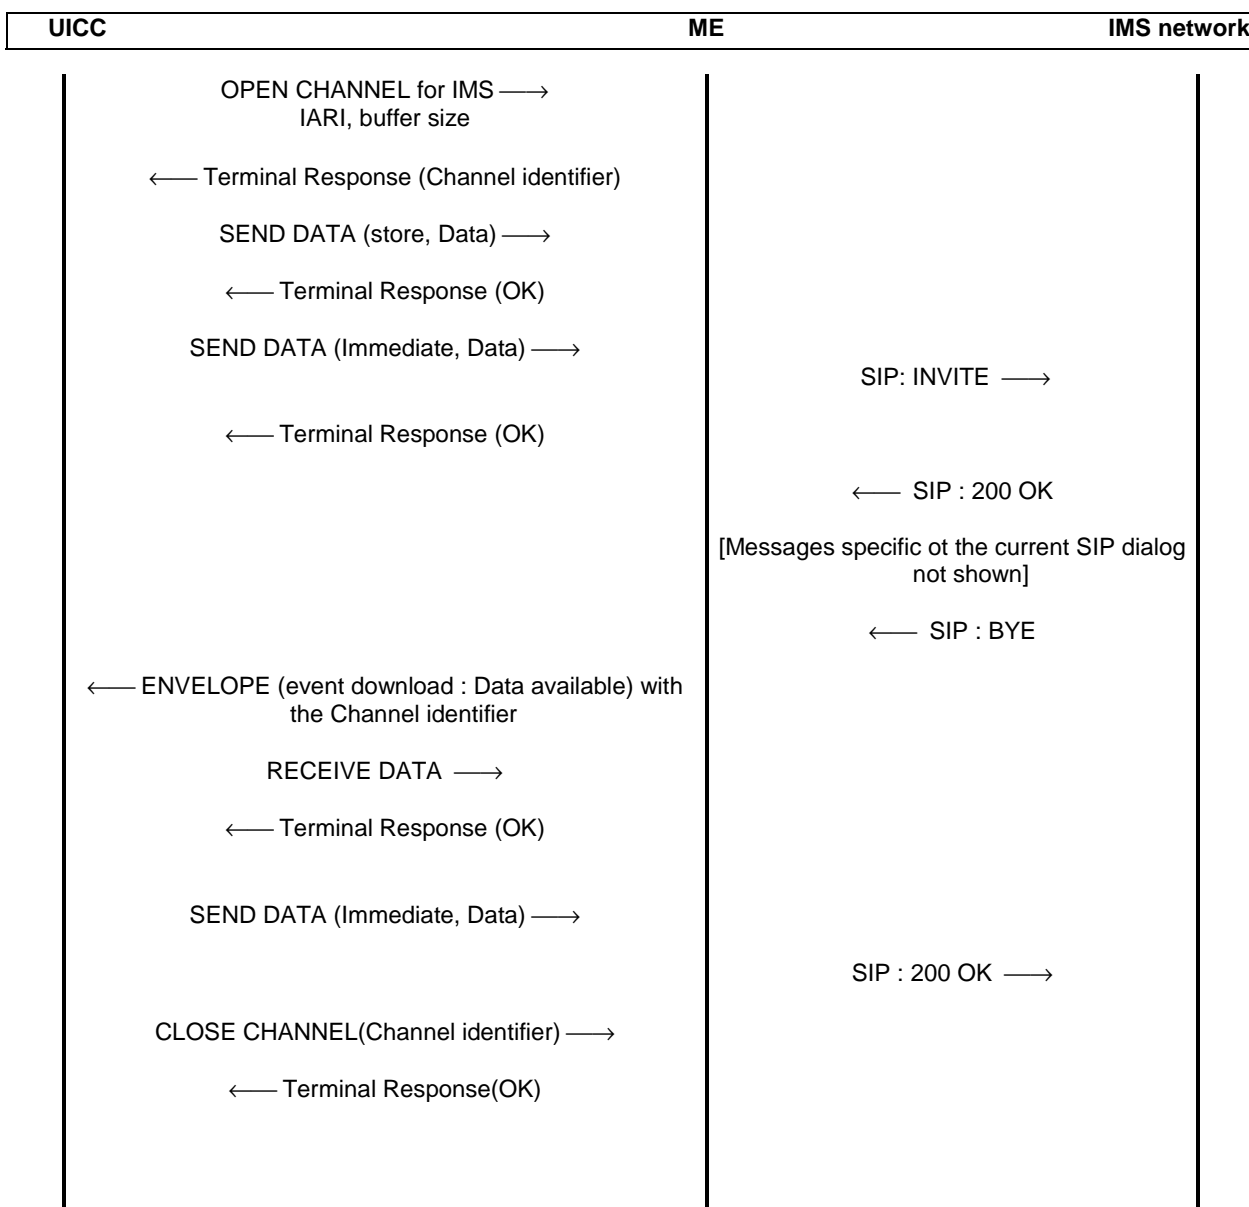 UICC ME IMS network
OPEN CHANNEL for IMS ⟶
IARI, buffer size
⟵ Terminal Response (Channel identifier)
SEND DATA (store, Data) ⟶
⟵ Terminal Response (OK)
SEND DATA (Immediate, Data) ⟶
SIP: INVITE ⟶
⟵ Terminal Response (OK)
⟵ SIP : 200 OK
[Messages specific ot the current SIP dialog
not shown]
⟵ SIP : BYE
⟵ ENVELOPE (event download : Data available) with
the Channel identifier
RECEIVE DATA ⟶
⟵ Terminal Response (OK)
SEND DATA (Immediate, Data) ⟶
SIP : 200 OK ⟶
CLOSE CHANNEL(Channel identifier) ⟶
⟵ Terminal Response(OK)